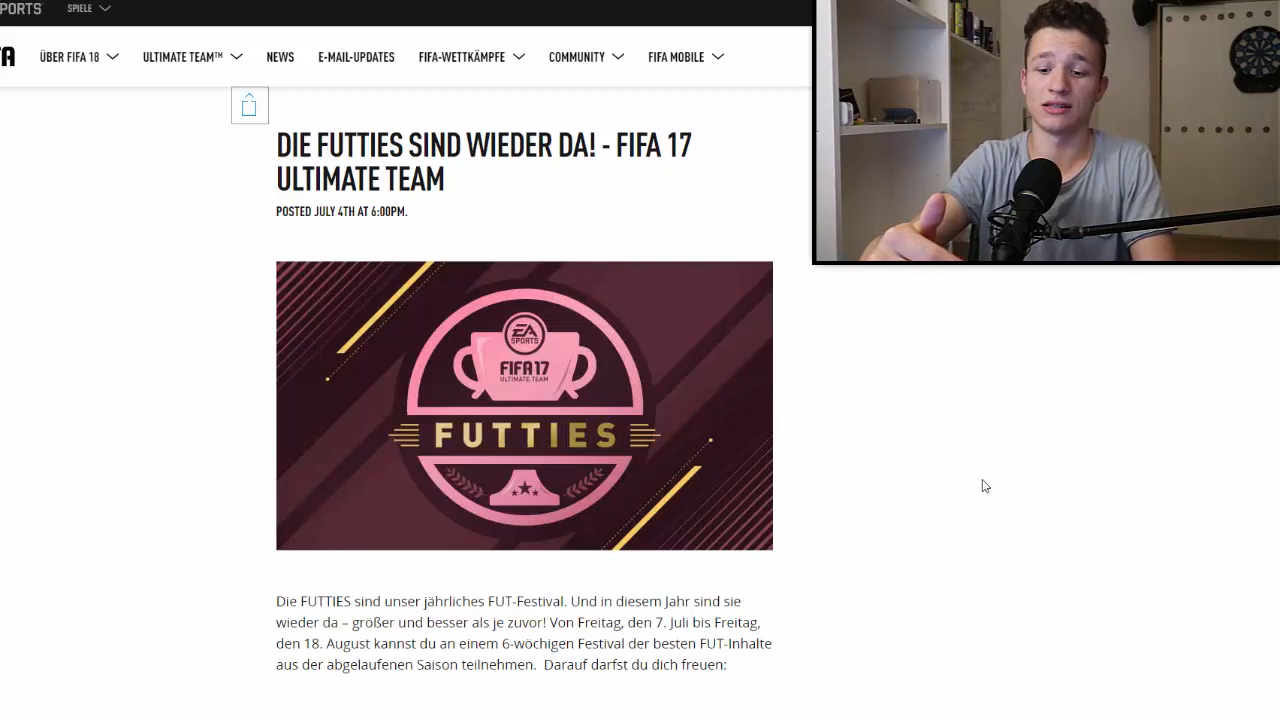 PORTS
SPIELE
FA
ÜBER FIFA 18
ULTIMATE TEAM™
NEWS
E-MAIL-UPDATES
FIFA-WETTKÄMPFE
COMMUNITY
FIFA MOBILE
DIE FUTTIES SIND WIEDER DA! - FIFA 17
ULTIMATE TEAM
POSTED JULY 4TH AT 6:00PM.
EA
SPORTS
FIFA 17
ULTIMATE TEAM
FUTTIES
Die FUTTIES sind unser jährliches FUT-Festival. Und in diesem Jahr sind sie
wieder da – größer und besser als je zuvor! Von Freitag, den 7. Juli bis Freitag,
den 18. August kannst du an einem 6-wöchigen Festival der besten FUT-Inhalte
aus der abgelaufenen Saison teilnehmen. Darauf darfst du dich freuen: